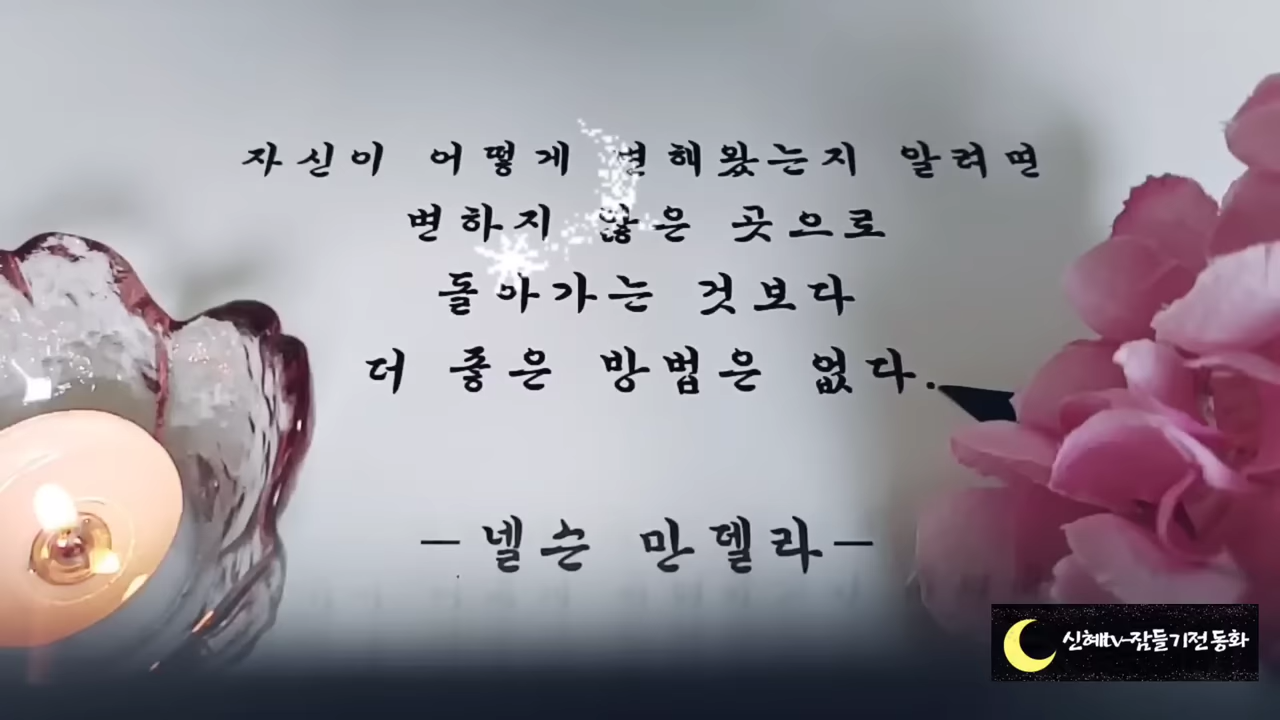 자신이 어떻게 변해왔는지 알려면
변하지 않은 곳으로
돌아가는 것보다
더 좋은 방법은 없다.
—넬슨 만델라—
신혜tv-잠들기전 동화